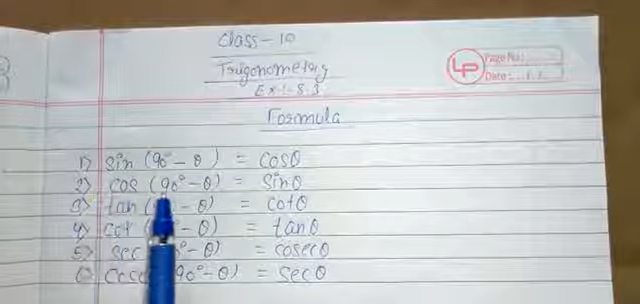 Class - 10
Trigonometry
Ex:- 8.3
LP
Page No.:
Date:
Formula
1) sin (90° - θ) = cosθ
2) cos (90° - θ) = sinθ
3) tan ( - θ) = cotθ
4) cot ( - θ) = tanθ
5) sec ( ° - θ) = cosecθ
6) cosec 90° - θ) = secθ